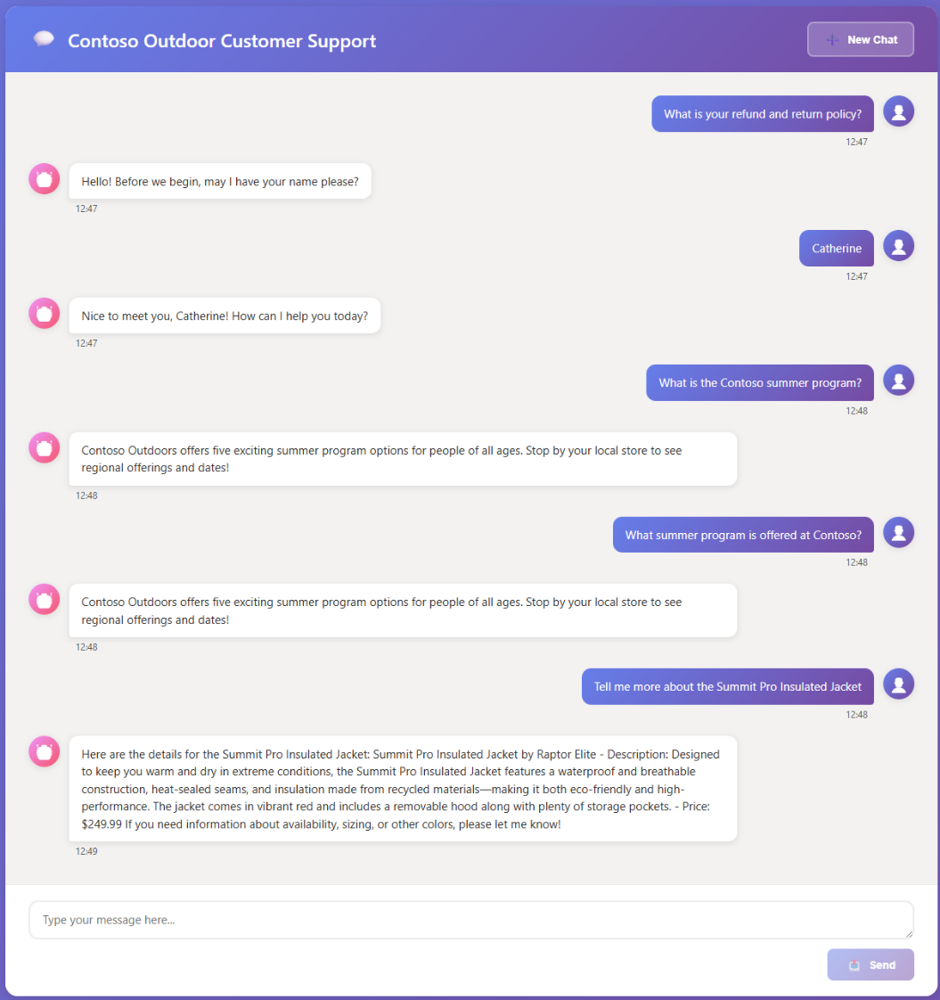 Contoso Outdoor Customer Support
New Chat
What is your refund and return policy?
12:47
Hello! Before we begin, may I have your name please?
12:47
Catherine
12:47
Nice to meet you, Catherine! How can I help you today?
12:47
What is the Contoso summer program?
12:48
Contoso Outdoors offers five exciting summer program options for people of all ages. Stop by your local store to see
regional offerings and dates!
12:48
What summer program is offered at Contoso?
12:48
Contoso Outdoors offers five exciting summer program options for people of all ages. Stop by your local store to see
regional offerings and dates!
12:48
Tell me more about the Summit Pro Insulated Jacket
12:48
Here are the details for the Summit Pro Insulated Jacket: Summit Pro Insulated Jacket by Raptor Elite - Description: Designed
to keep you warm and dry in extreme conditions, the Summit Pro Insulated Jacket features a waterproof and breathable
construction, heat-sealed seams, and insulation made from recycled materials—making it both eco-friendly and high-
performance. The jacket comes in vibrant red and includes a removable hood along with plenty of storage pockets. - Price:
$249.99 If you need information about availability, sizing, or other colors, please let me know!
12:49
Type your message here...
Send